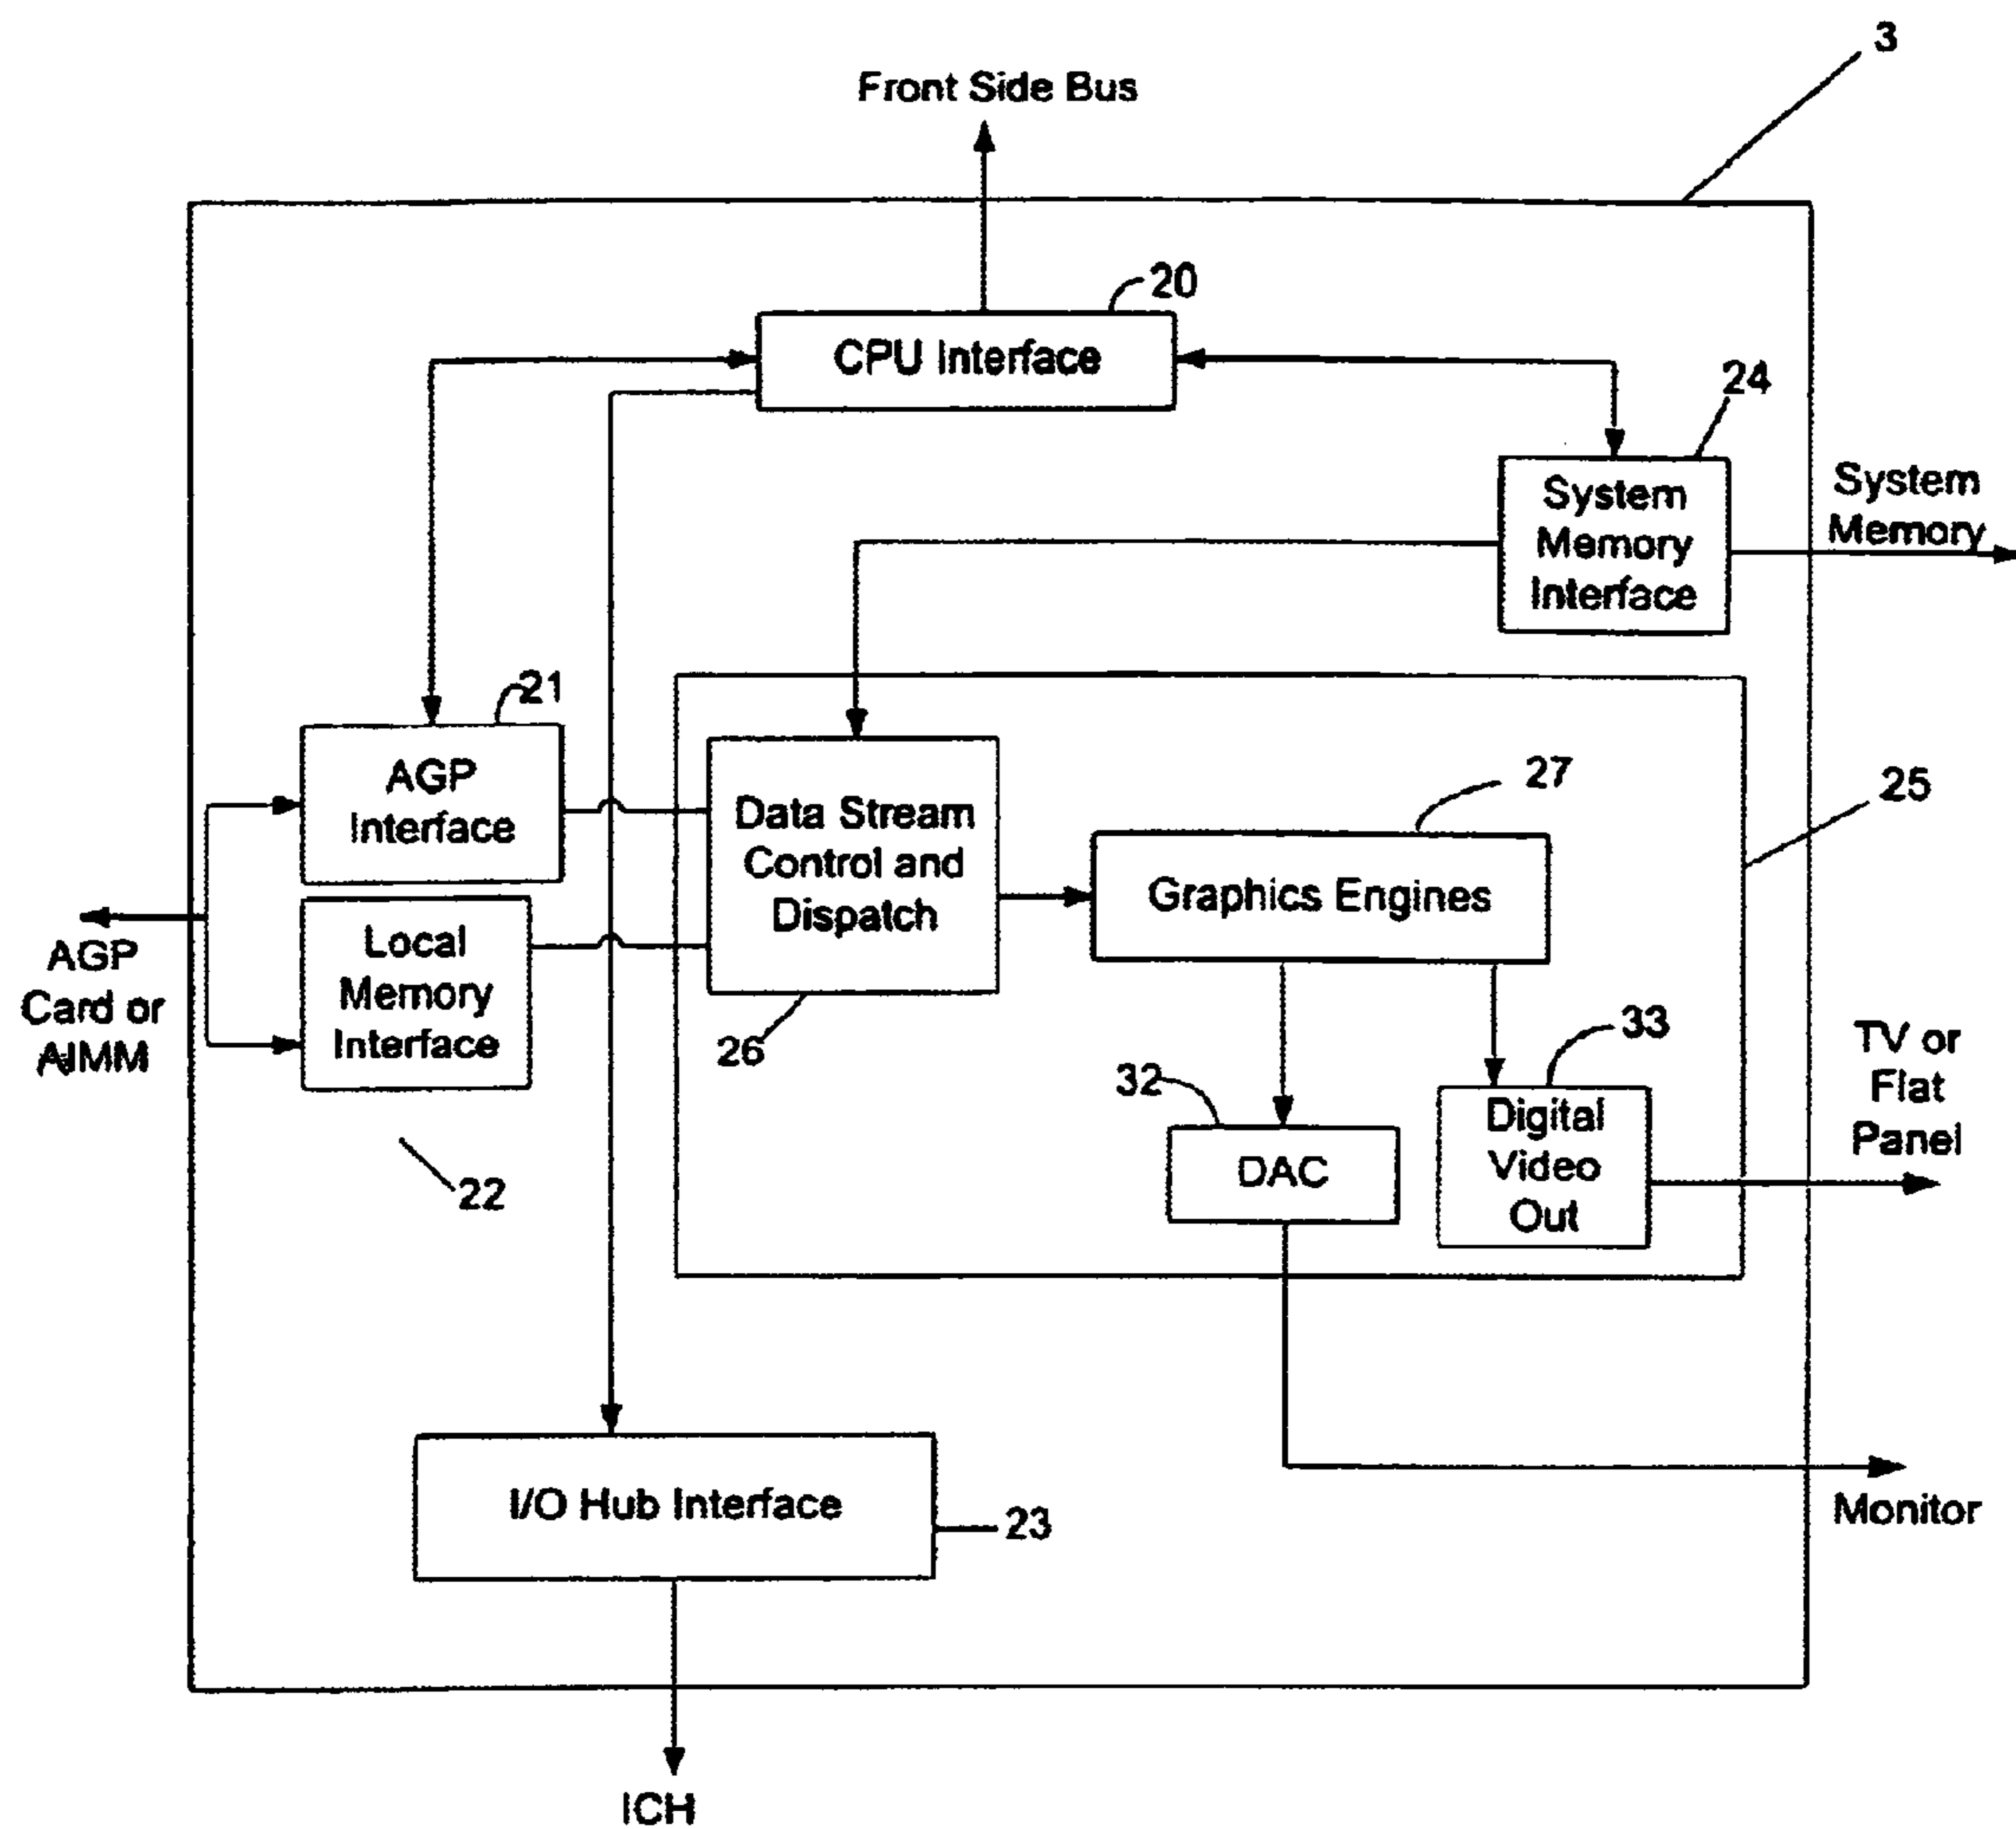 3
Front Side Bus
20
CPU Interface
24
System
Memory
Interface
System
Memory
21
AGP
Interface
27
25
Data Stream
Control and
Dispatch
Graphics Engines
AGP
Card or
AIMM
Local
Memory
Interface
26
22
32
33
DAC
Digital
Video
Out
TV or
Flat
Panel
I/O Hub Interface
23
Monitor
ICH